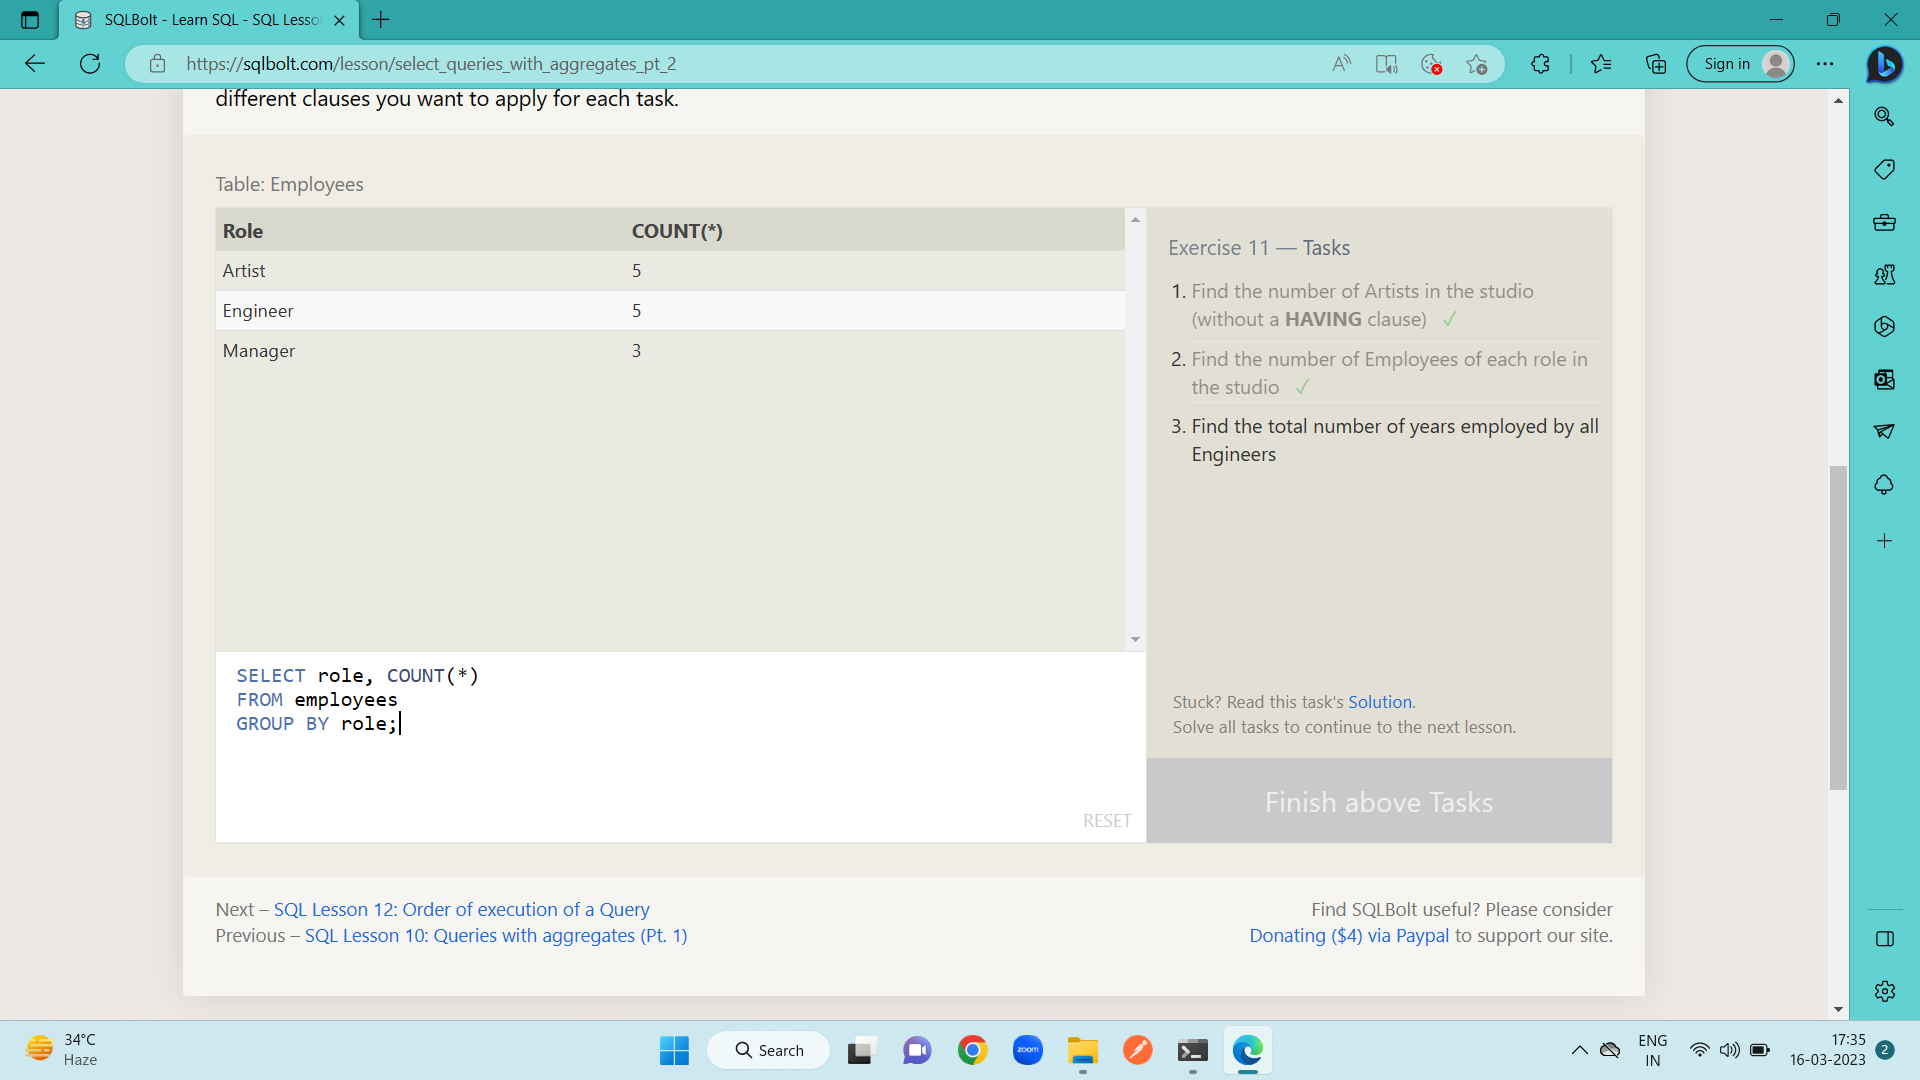 SQLBolt - Learn SQL - SQL Lesso
https://sqlbolt.com/lesson/select_queries_with_aggregates_pt_2
Sign in
different clauses you want to apply for each task.
Table: Employees
Role COUNT(*)
Artist 5
Engineer 5
Manager 3
Exercise 11 — Tasks
1. Find the number of Artists in the studio
(without a HAVING clause) ✓
2. Find the number of Employees of each role in
the studio ✓
3. Find the total number of years employed by all
Engineers
Stuck? Read this task's Solution.
Solve all tasks to continue to the next lesson.
Finish above Tasks
SELECT role, COUNT(*)
FROM employees
GROUP BY role;
RESET
Next – SQL Lesson 12: Order of execution of a Query
Previous – SQL Lesson 10: Queries with aggregates (Pt. 1)
Find SQLBolt useful? Please consider
Donating ($4) via Paypal to support our site.
34°C
Haze
Search
zoom
ENG
IN
17:35
16-03-2023
2